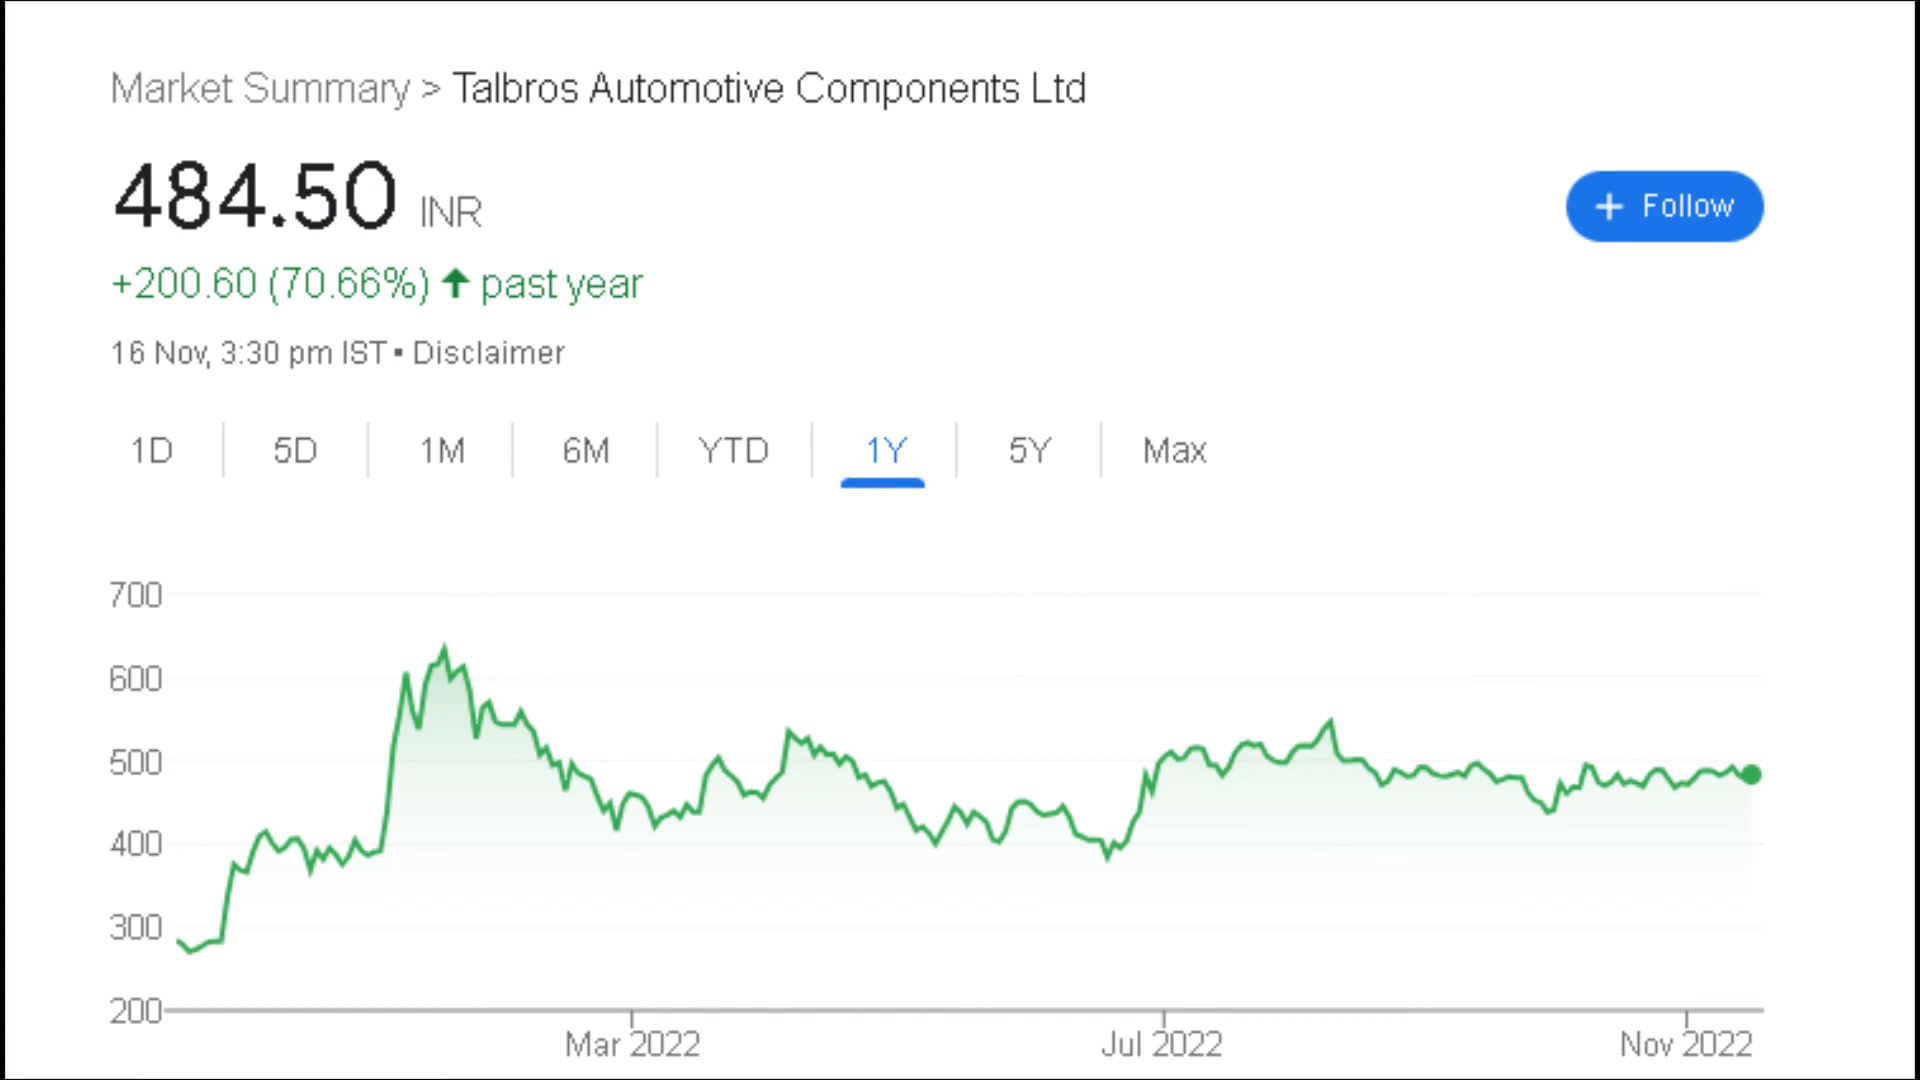 Market Summary > Talbros Automotive Components Ltd
484.50 INR
+ Follow
+200.60 (70.66%) ↑ past year
16 Nov, 3:30 pm IST • Disclaimer
1D 5D 1M 6M YTD 1Y 5Y Max
700
600
500
400
300
200
Mar 2022 Jul 2022 Nov 2022